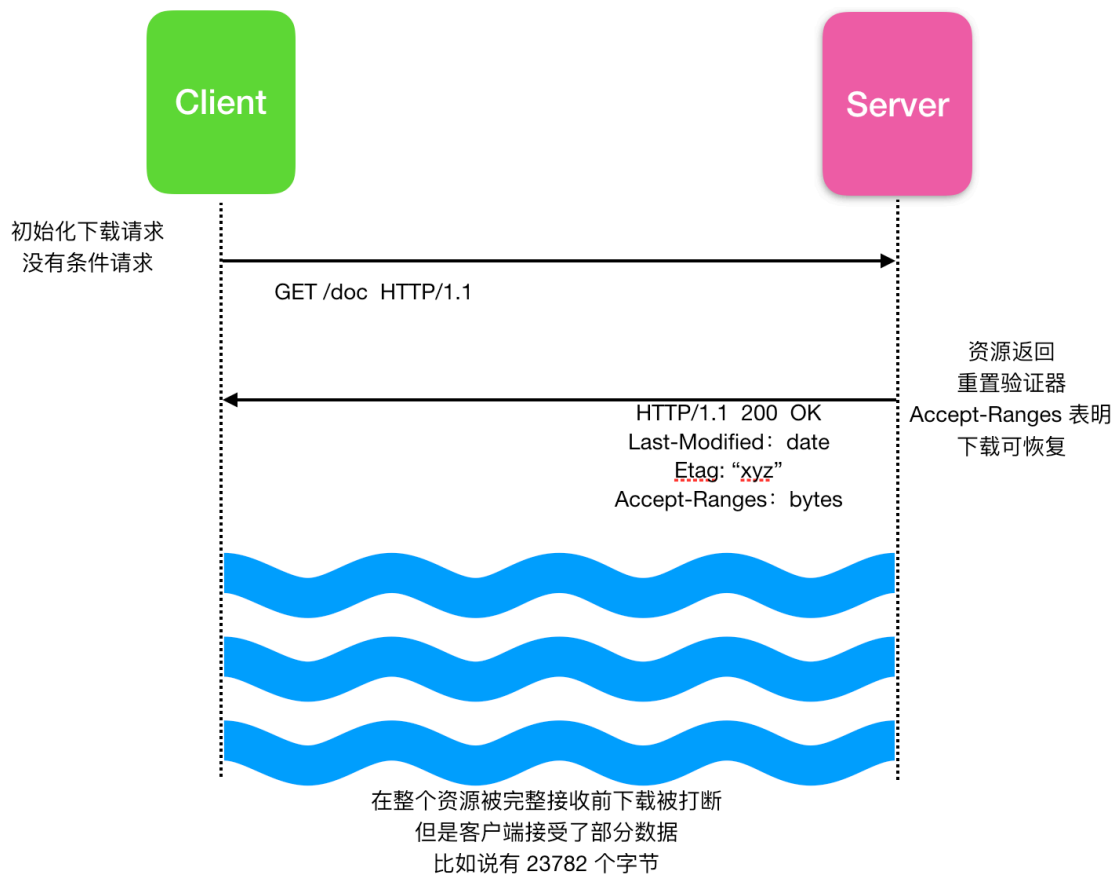 Client
Server
初始化下载请求
没有条件请求
GET /doc  HTTP/1.1
资源返回
重置验证器
Accept-Ranges 表明
下载可恢复
HTTP/1.1  200  OK
Last-Modified：date
Etag: “xyz”
Accept-Ranges：bytes
在整个资源被完整接收前下载被打断
但是客户端接受了部分数据
比如说有 23782 个字节